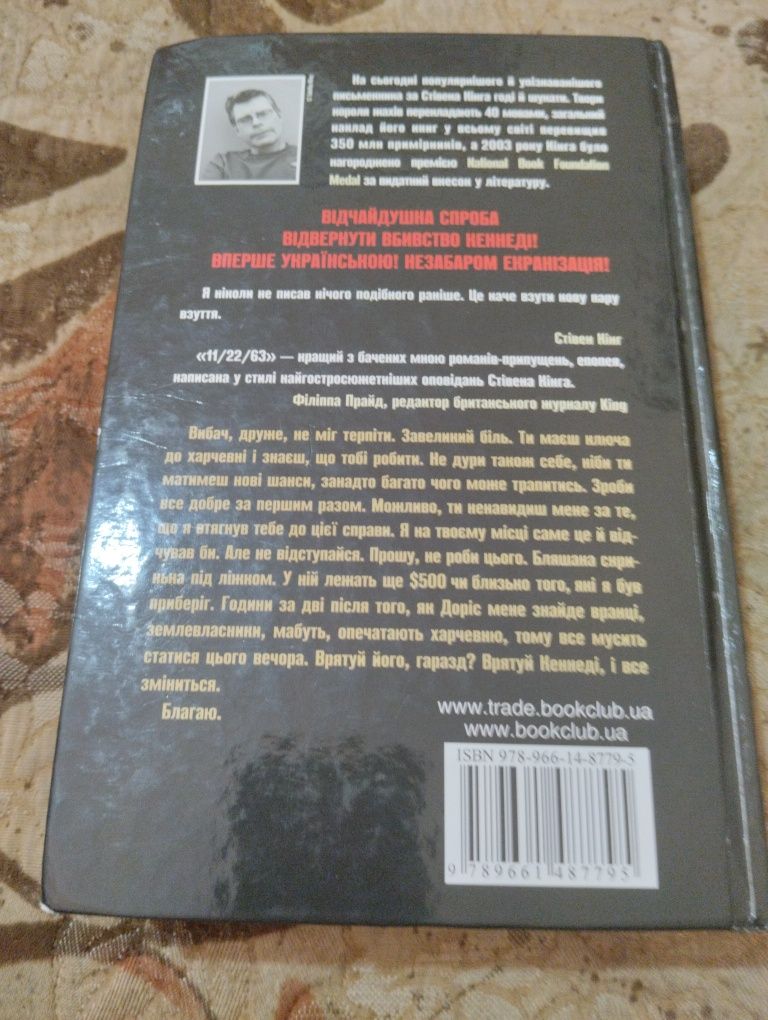 На сьогодні популярнішого й упізнаванішого
письменника за Стівена Кінга годі й шукати. Твори
короля жахів перекладають 40 мовами, загальний
наклад його книг у всьому світі перевищив
350 млн примірників, а 2003 року Кінга було
нагороджено премією National Book Foundation
Medal за видатний внесок у літературу.
ВІДЧАЙДУШНА СПРОБА
ВІДВЕРНУТИ ВБИВСТВО КЕННЕДІ!
ВПЕРШЕ УКРАЇНСЬКОЮ! НЕЗАБАРОМ ЕКРАНІЗАЦІЯ!
Я ніколи не писав нічого подібного раніше. Це наче взути нову пару
взуття.
Стівен Кінг
«11/22/63» — кращий з бачених мною романів-припущень, епопея,
написана у стилі найгостросюжетніших оповідань Стівена Кінга.
Філіппа Прайд, редактор британського журналу King
Вибач, друже, не міг терпіти. Завеликий біль. Ти маєш ключа
до харчевні і знаєш, що тобі робити. Не дури також себе, ніби ти
матимеш нові шанси, занадто багато чого може трапитись. Зроби
все добре за першим разом. Можливо, ти ненавидиш мене за те,
що я втягнув тебе до цієї справи. Я на твоєму місці саме це й від-
чував би. Але не відступайся. Прошу, не роби цього. Бляшана скри-
нька під ліжком. У ній лежать ще $500 чи близько того, які я був
приберіг. Години за дві після того, як Доріс мене знайде вранці,
землевласники, мабуть, опечатають харчевню, тому все мусить
статися цього вечора. Врятуй його, гаразд? Врятуй Кеннеді, і все
зміниться.
Благаю.
www.trade.bookclub.ua
www.bookclub.ua
ISBN 978-966-14-8779-5
9 789661 487795